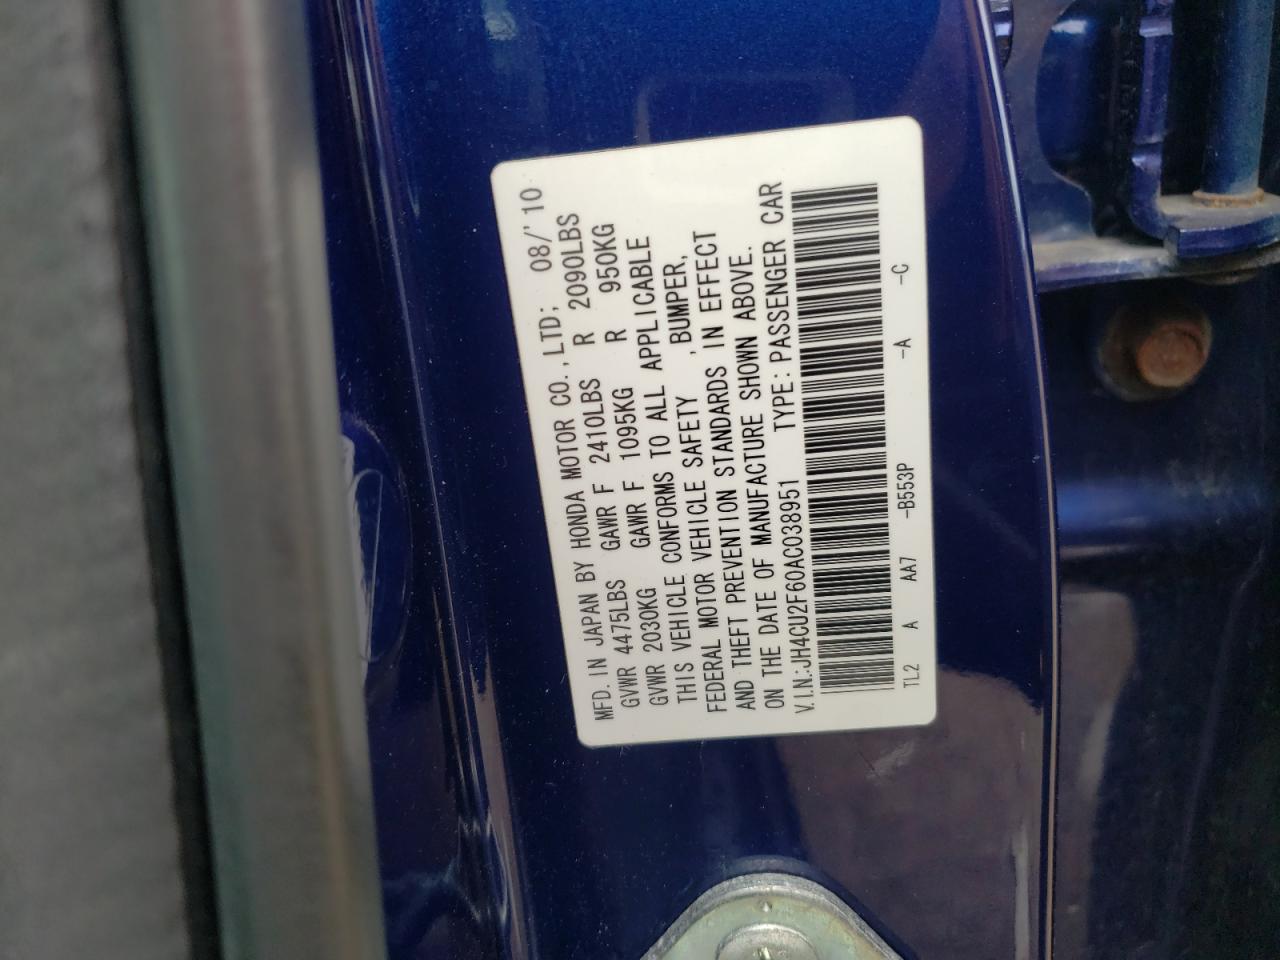 MFD. IN JAPAN BY HONDA MOTOR CO., LTD; 08/'10
GVWR 4475LBS GAWR F 2410LBS R 2090LBS
GVWR 2030KG GAWR F 1095KG R 950KG
THIS VEHICLE CONFORMS TO ALL APPLICABLE
FEDERAL MOTOR VEHICLE SAFETY ,BUMPER,
AND THEFT PREVENTION STANDARDS IN EFFECT
ON THE DATE OF MANUFACTURE SHOWN ABOVE.
V.I.N.:JH4CU2F60AC038951 TYPE: PASSENGER CAR
TL2 A AA7 -B553P -A -C